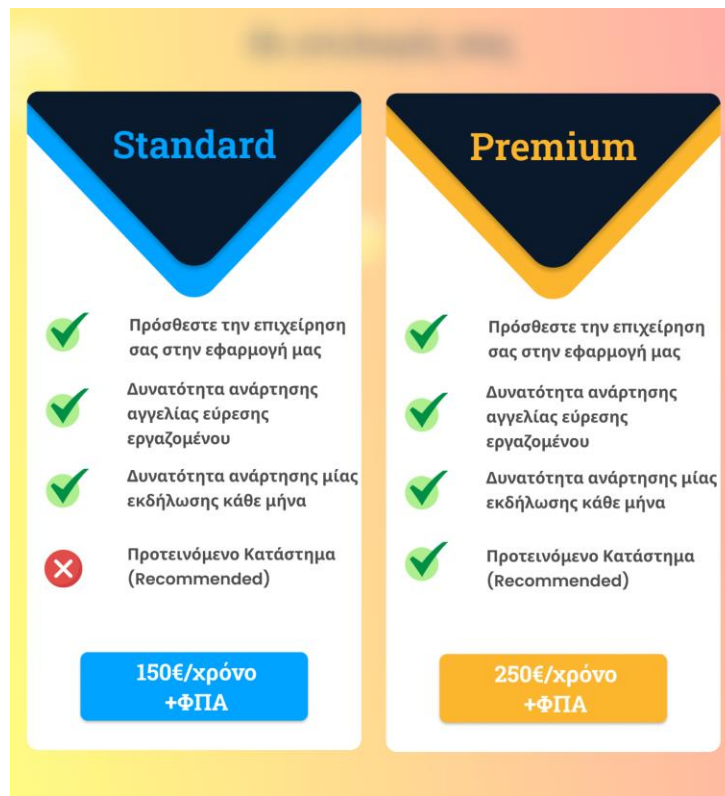 Standard
Πρόσθεστε την επιχείρηση
σας στην εφαρμογή μας
Δυνατότητα ανάρτησης
αγγελίας εύρεσης
εργαζομένου
Δυνατότητα ανάρτησης μίας
εκδήλωσης κάθε μήνα
Προτεινόμενο Κατάστημα
(Recommended)
150€/χρόνο
+ΦΠΑ
Premium
Πρόσθεστε την επιχείρηση
σας στην εφαρμογή μας
Δυνατότητα ανάρτησης
αγγελίας εύρεσης
εργαζομένου
Δυνατότητα ανάρτησης μίας
εκδήλωσης κάθε μήνα
Προτεινόμενο Κατάστημα
(Recommended)
250€/χρόνο
+ΦΠΑ